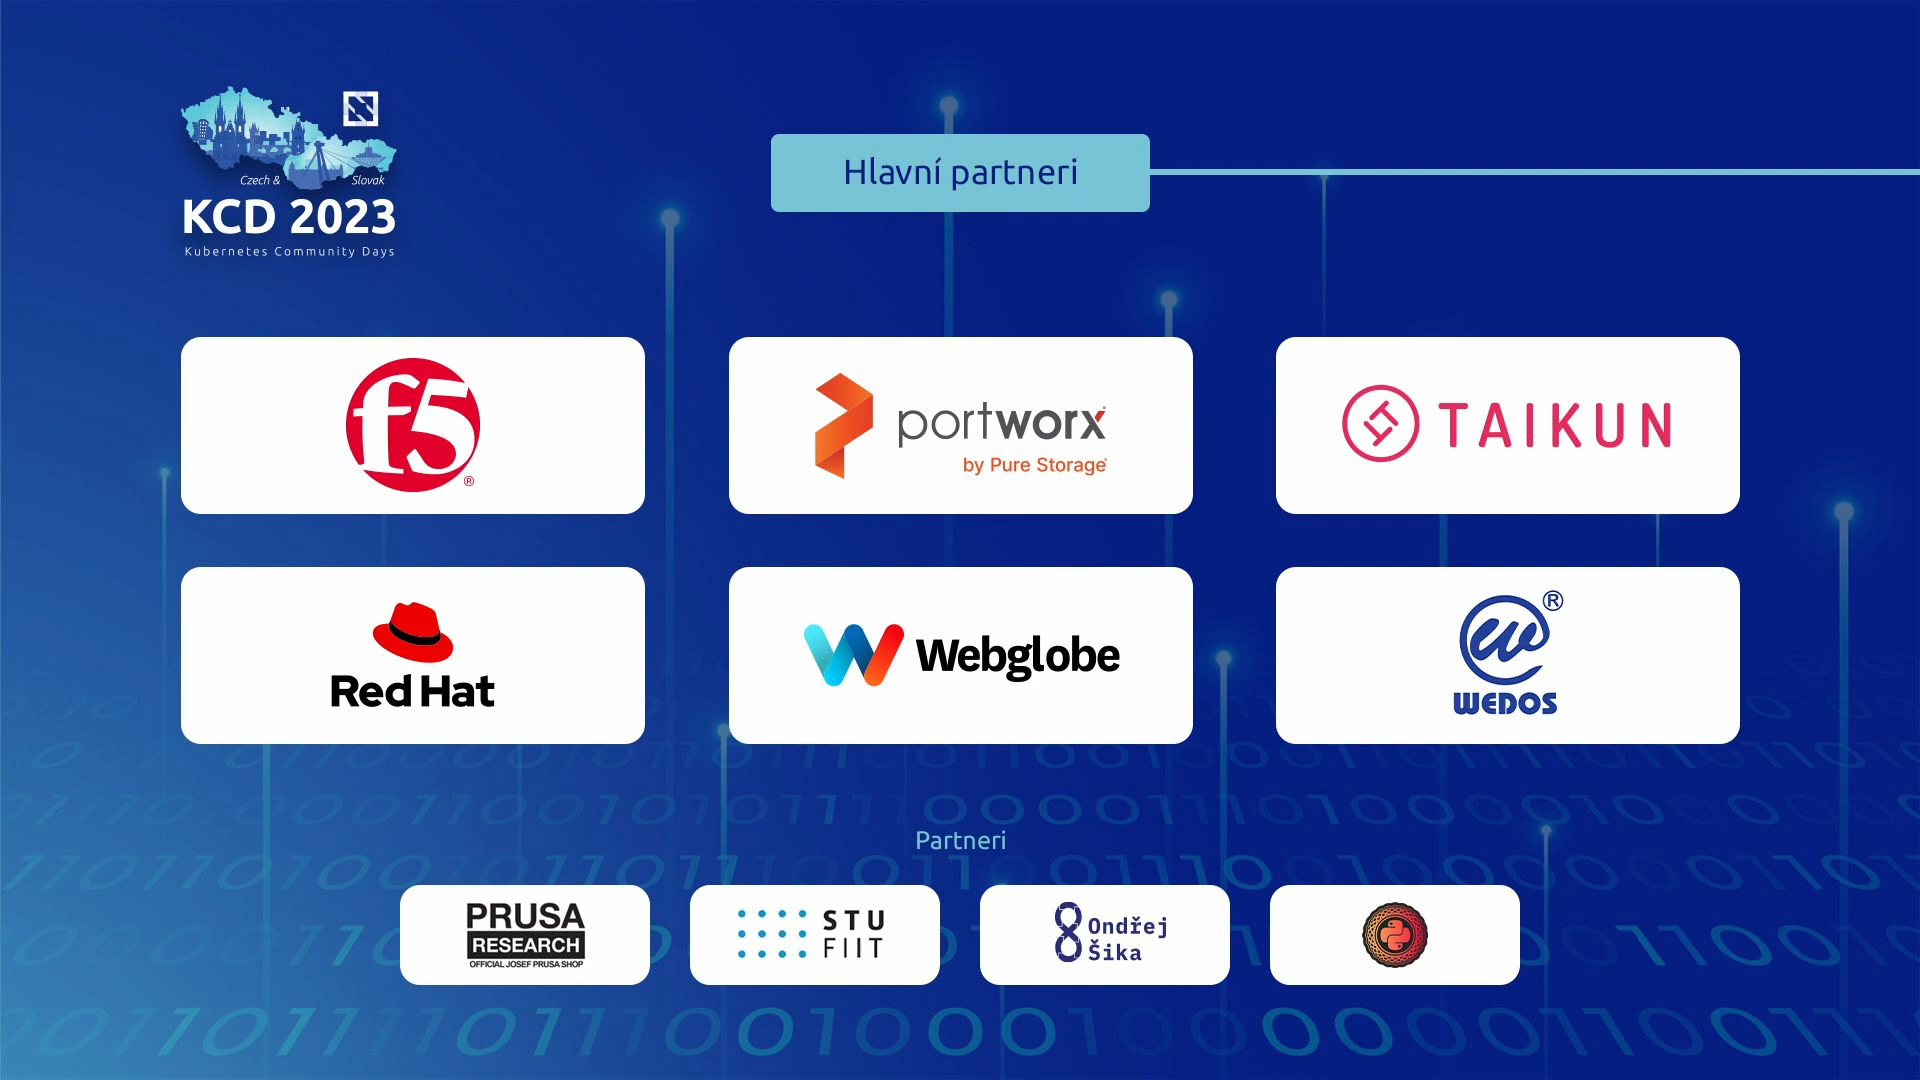 Czech &
Slovak
KCD 2023
Kubernetes Community Days
Hlavní partneri
f5®
portworx
by Pure Storage®
TAIKUN
Red Hat
Webglobe
®
WEDOS
Partneri
PRUSA
RESEARCH
OFFICIAL JOSEF PRUSA SHOP
STU
FIIT
Ondřej
Šika